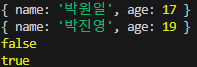 { name: '박원일', age: 17 }
{ name: '박진영', age: 19 }
false
true